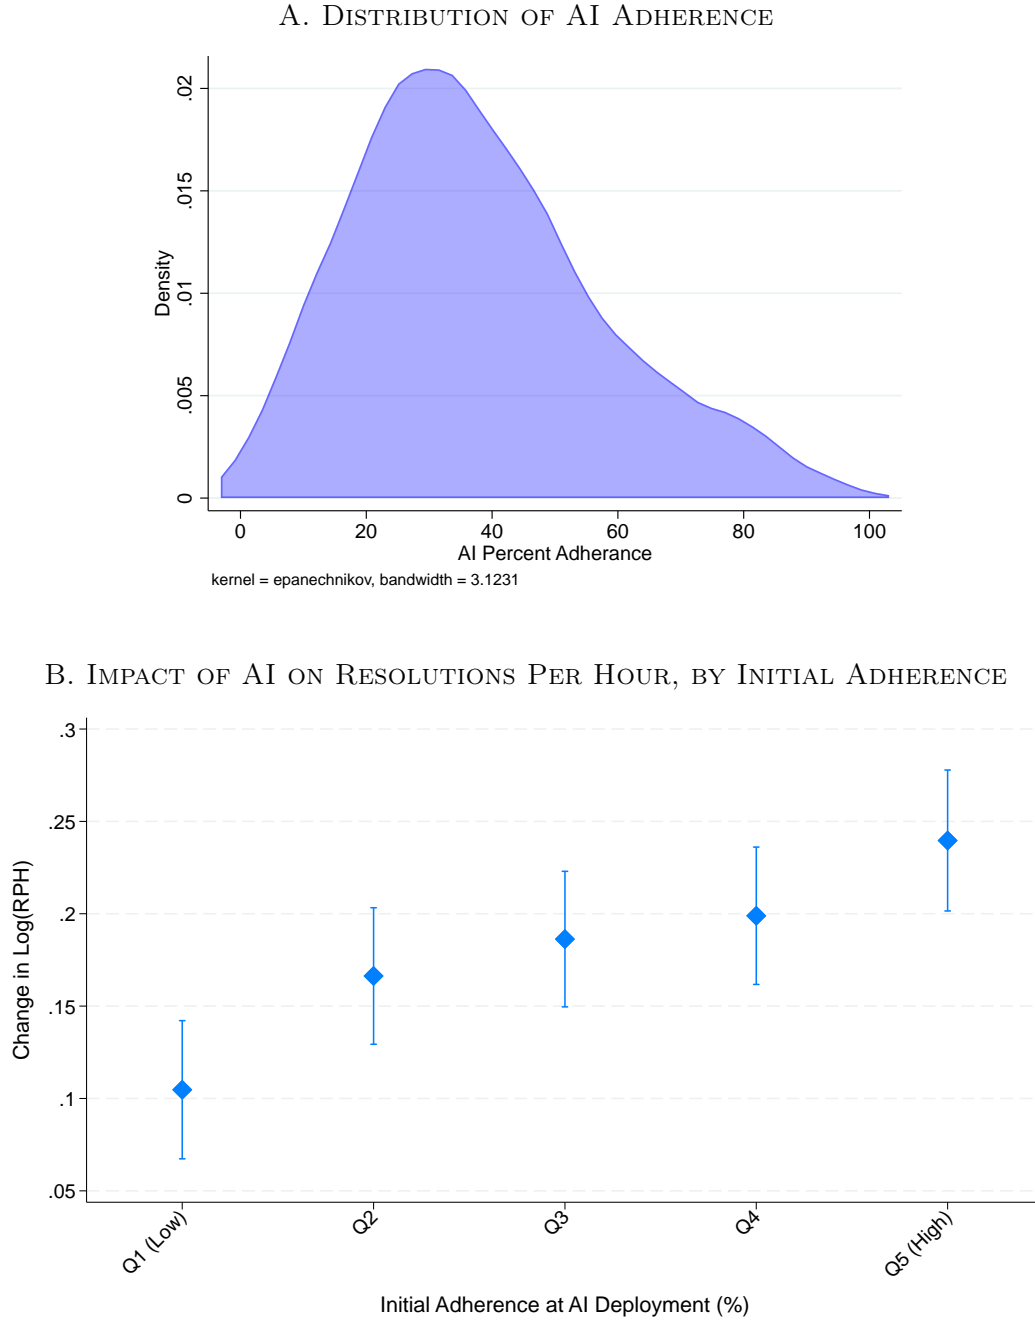 A. Distribution of AI Adherence
.02
.015
.01
.005
0
Density
0 20 40 60 80 100
AI Percent Adherance
kernel = epanechnikov, bandwidth = 3.1231
B. Impact of AI on Resolutions Per Hour, by Initial Adherence
.3
.25
.2
.15
.1
.05
Change in Log(RPH)
Q1 (Low) Q2 Q3 Q4 Q5 (High)
Initial Adherence at AI Deployment (%)